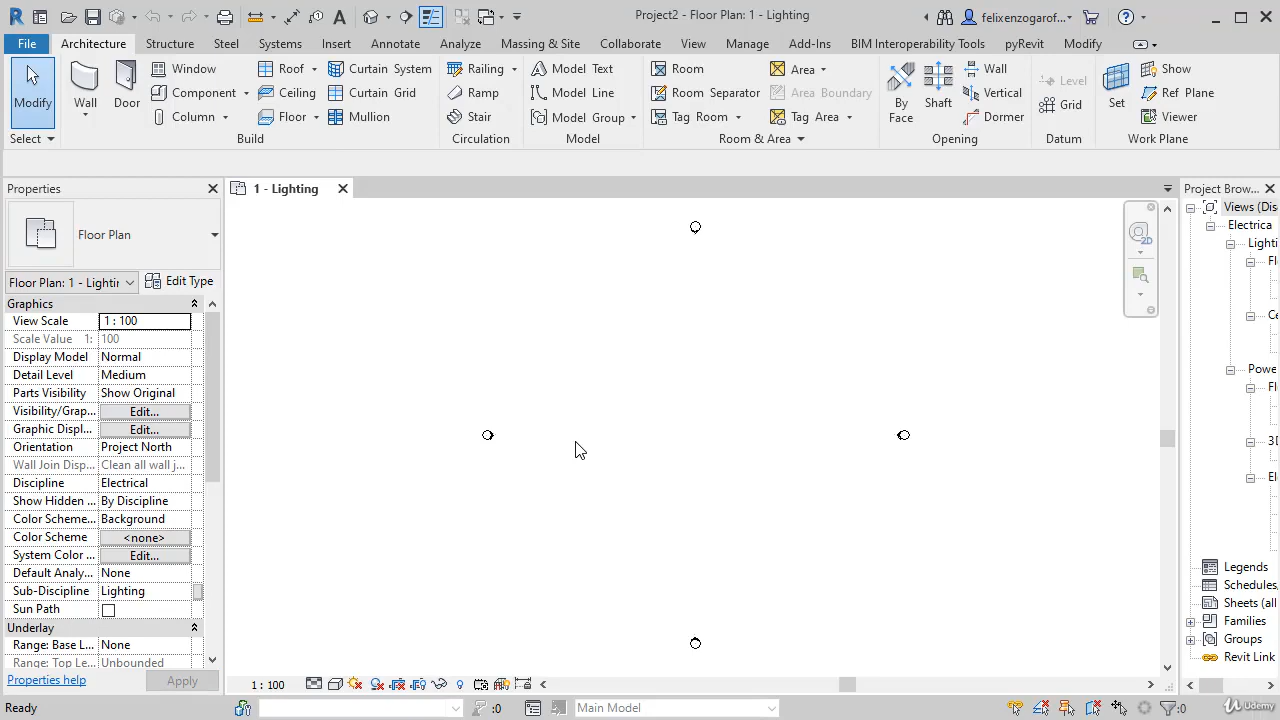 Project2 - Floor Plan: 1 - Lighting
felixenzogarof...
File
Architecture
Structure
Steel
Systems
Insert
Annotate
Analyze
Massing & Site
Collaborate
View
Manage
Add-Ins
BIM Interoperability Tools
pyRevit
Modify
Modify
Select
Wall
Door
Window
Component
Column
Roof
Ceiling
Floor
Curtain System
Curtain Grid
Mullion
Build
Railing
Ramp
Stair
Circulation
Model Text
Model Line
Model Group
Model
Room
Room Separator
Tag Room
Area
Area Boundary
Tag Area
Room & Area
By
Face
Shaft
Wall
Vertical
Dormer
Opening
Level
Grid
Datum
Set
Show
Ref Plane
Viewer
Work Plane
Properties
Floor Plan
Floor Plan: 1 - Lightir
Edit Type
Graphics
View Scale 1 : 100
Scale Value 1: 100
Display Model Normal
Detail Level Medium
Parts Visibility Show Original
Visibility/Grap... Edit...
Graphic Displ... Edit...
Orientation Project North
Wall Join Disp... Clean all wall j...
Discipline Electrical
Show Hidden ... By Discipline
Color Scheme... Background
Color Scheme <none>
System Color ... Edit...
Default Analy... None
Sub-Discipline Lighting
Sun Path
Underlay
Range: Base L... None
Range: Top Le... Unbounded
Properties help
Apply
1 - Lighting
2D
1 : 100
Project Brow...
Views (Dis
Electrica
Lighti
Fl
Ce
Powe
Fl
3D
El
Legends
Schedules,
Sheets (all
Families
Groups
Revit Link
Ready
:0
Main Model
:0
Udemy